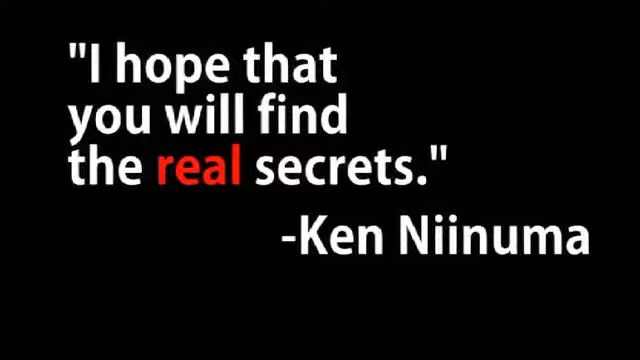 "I hope that
you will find
the real secrets."
-Ken Niinuma